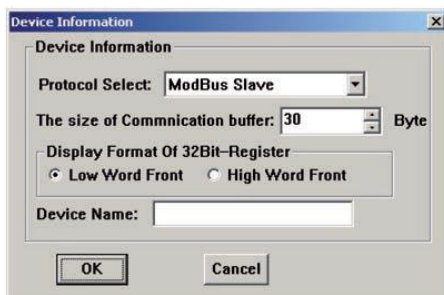 Device Information
Device Information
Protocol Select: ModBus Slave
The size of Commnication buffer: 30 Byte
Display Format Of 32Bit-Register
Low Word Front High Word Front
Device Name:
OK Cancel